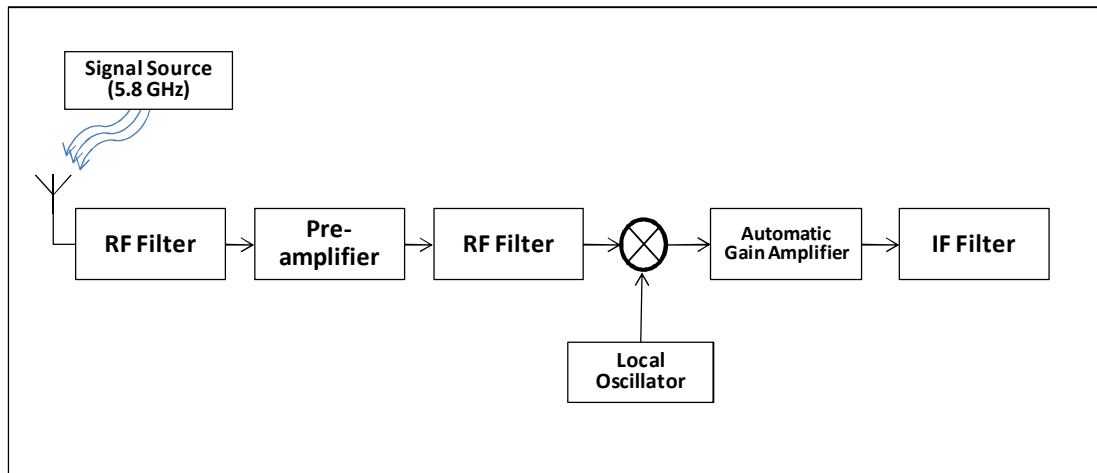 Signal Source
(5.8 GHz)
RF Filter
Pre-
amplifier
RF Filter
Automatic
Gain Amplifier
IF Filter
Local
Oscillator